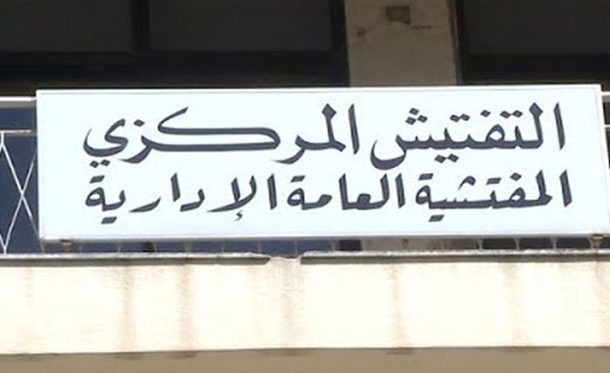 التفتيش المركزي
المفتشية العامة الإدارية